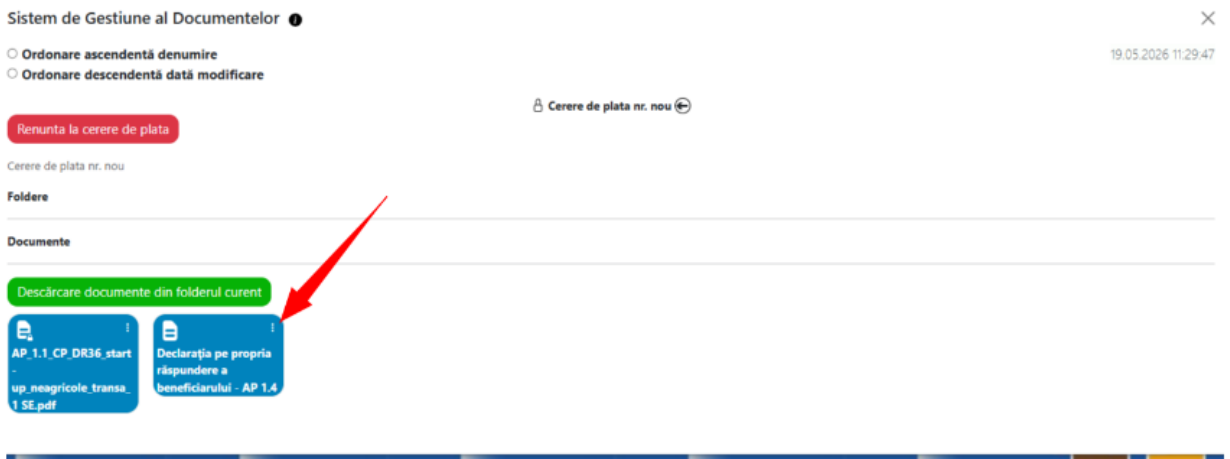 Sistem de Gestiune al Documentelor
Ordonare ascendentă denumire
19.05.2026 11:29:47
Ordonare descendentă dată modificare
Cerere de plata nr. nou
Renunta la cerere de plata
Cerere de plata nr. nou
Foldere
Documente
Descărcare documente din folderul curent
AP_1.1_CP_DR36_start
-
up_neagricole_transa_
1 SE.pdf
Declarația pe propria
răspundere a
beneficiarului - AP 1.4